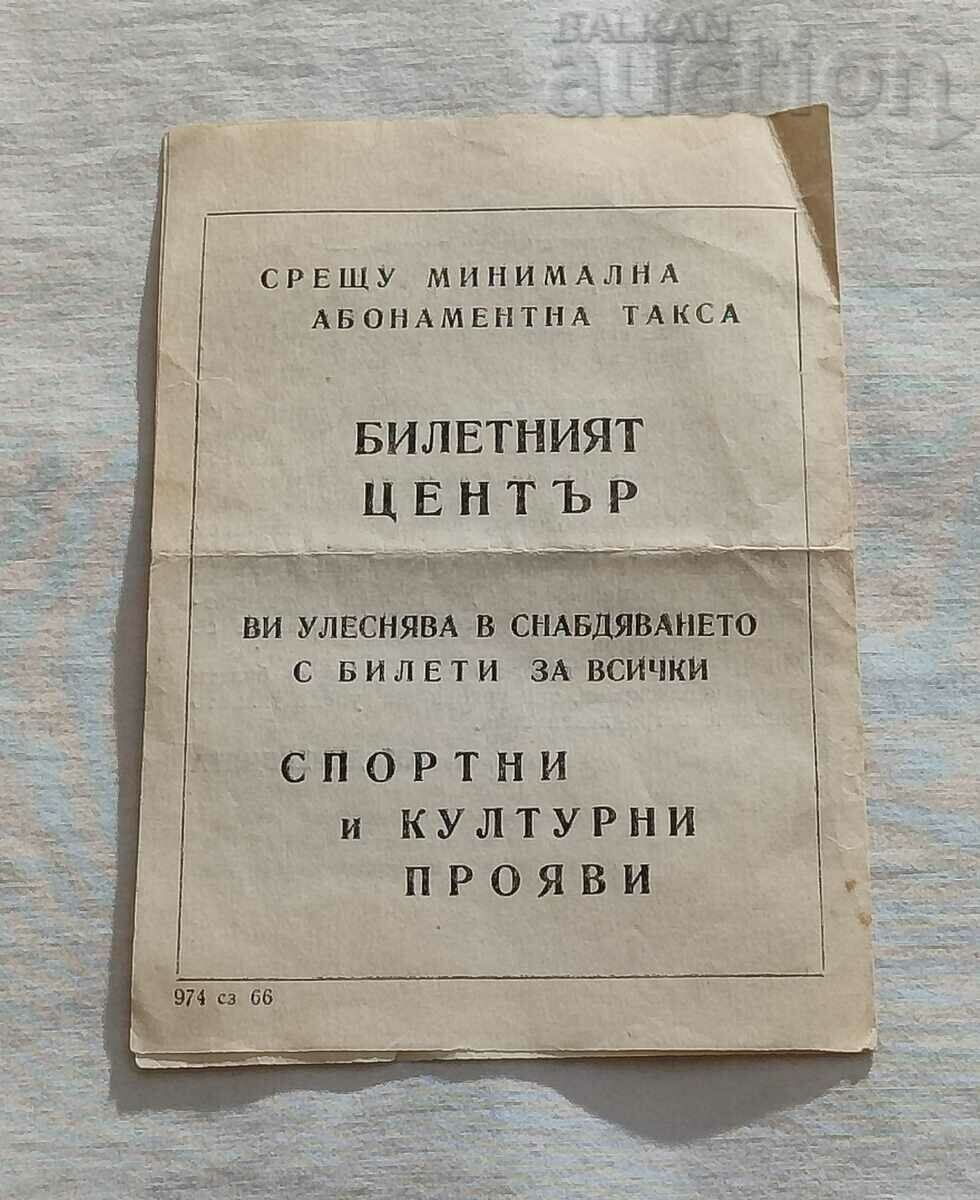 BALKAN
auction
СРЕЩУ МИНИМАЛНА
АБОНАМЕНТНА ТАКСА
БИЛЕТНИЯТ
ЦЕНТЪР
ВИ УЛЕСНЯВА В СНАБДЯВАНЕТО
С БИЛЕТИ ЗА ВСИЧКИ
СПОРТНИ
и КУЛТУРНИ
ПРОЯВИ
974 сз 66